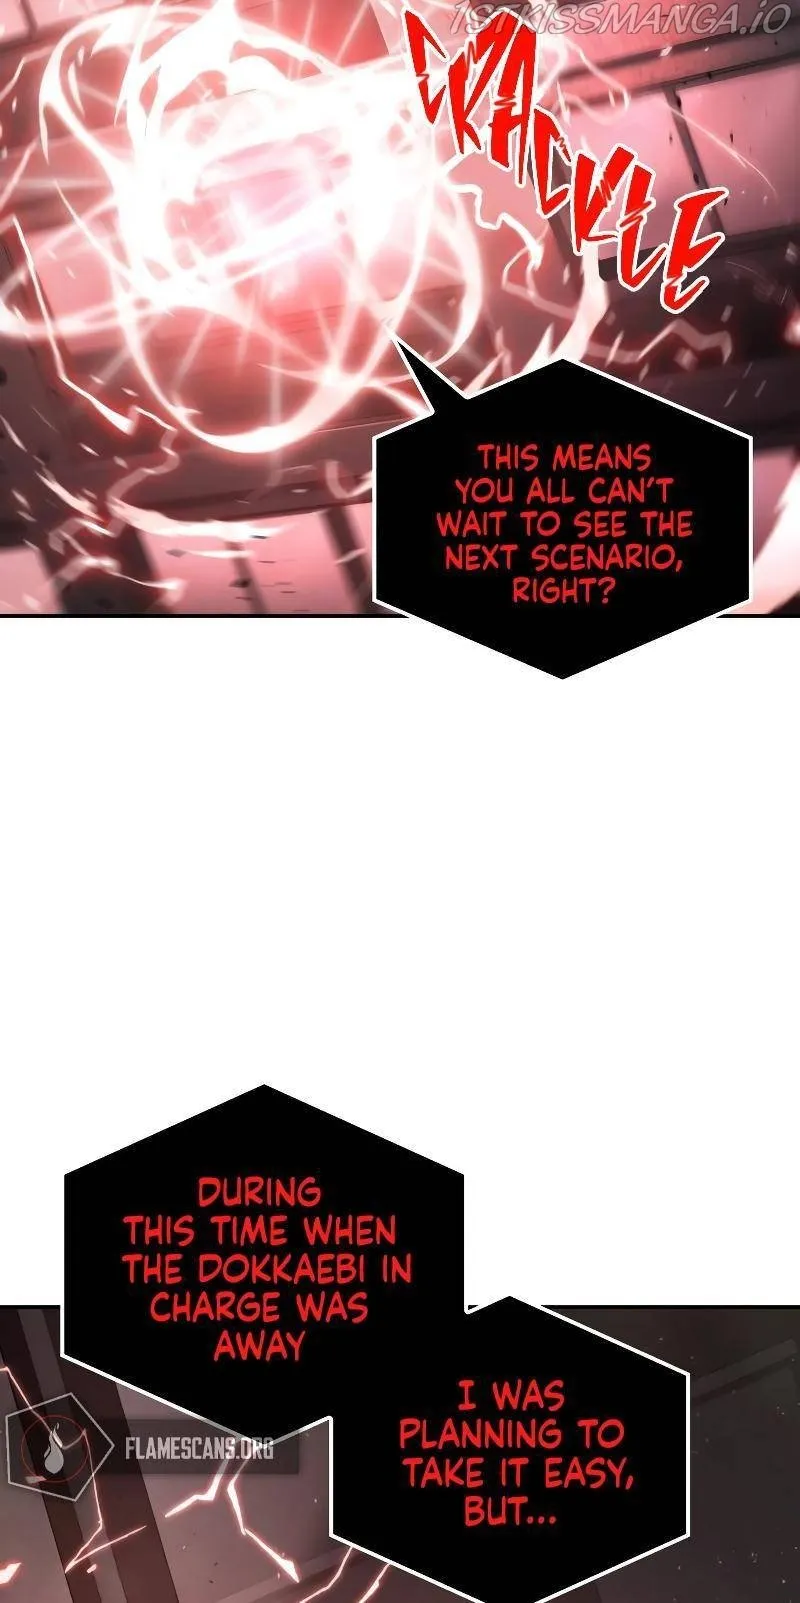 1STKISSMANGA.IO
CRACKLE
THIS MEANS
YOU ALL CAN'T
WAIT TO SEE THE
NEXT SCENARIO,
RIGHT?
DURING
THIS TIME WHEN
THE DOKKAEBI IN
CHARGE WAS
AWAY
I WAS
PLANNING TO
TAKE IT EASY,
BUT...
FLAMESCANS.ORG